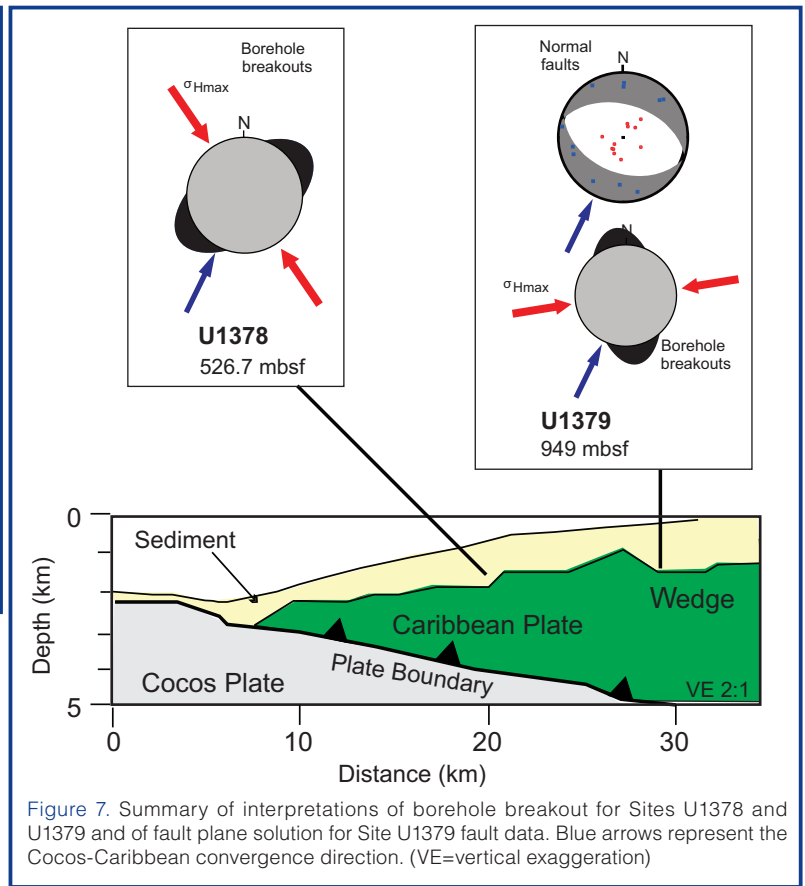 Borehole
breakouts
σHmax
N
U1378
526.7 mbsf
Normal
faults
N
N
σHmax
Borehole
breakouts
U1379
949 mbsf
0
Sediment
Wedge
Depth (km)
Caribbean Plate
Plate Boundary
Cocos Plate
VE 2:1
5
0
10
20
30
Distance (km)
Figure 7. Summary of interpretations of borehole breakout for Sites U1378 and
U1379 and of fault plane solution for Site U1379 fault data. Blue arrows represent the
Cocos-Caribbean convergence direction. (VE=vertical exaggeration)